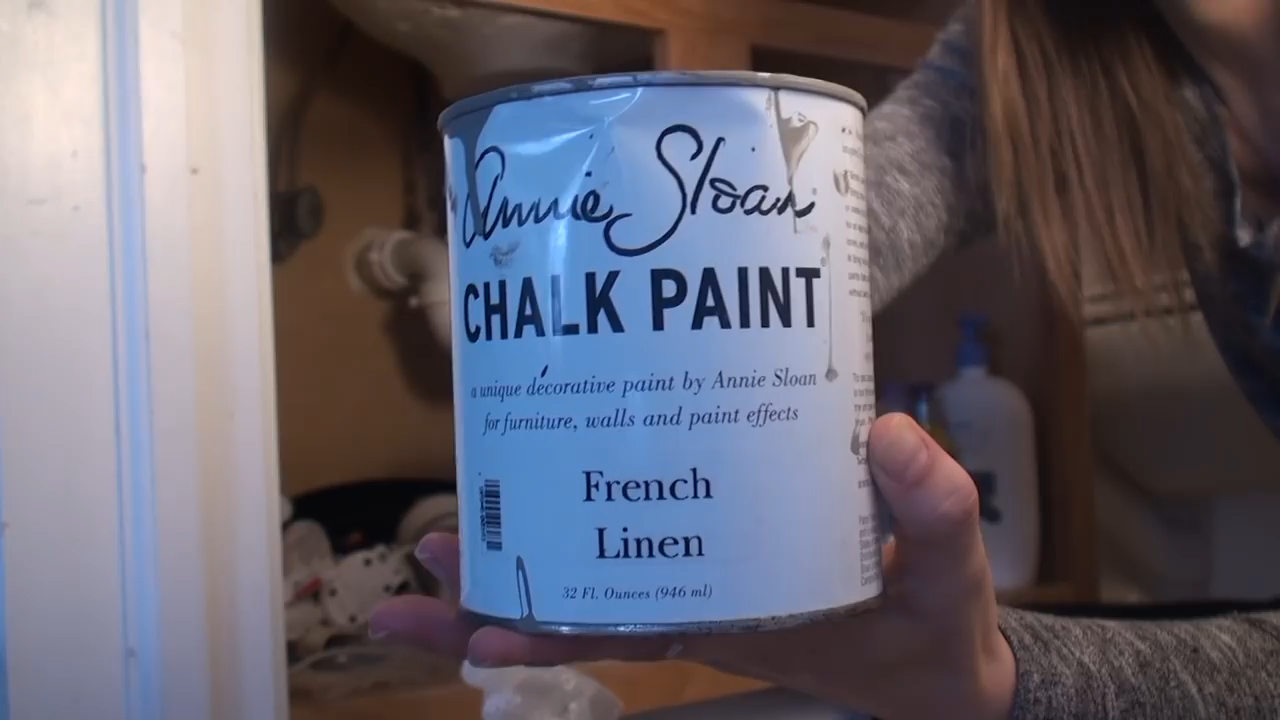 Annie Sloan
CHALK PAINT
a unique decorative paint by Annie Sloan
for furniture, walls and paint effects
French
Linen
32 Fl. Ounces (946 ml)